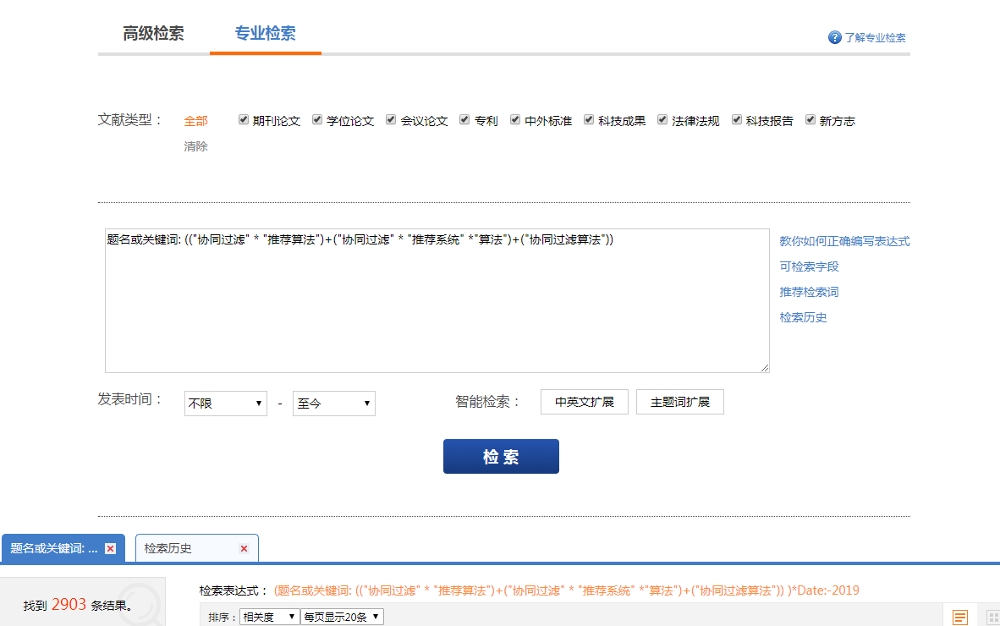 高级检索 专业检索 ? 了解专业检索
文献类型： 全部 期刊论文 学位论文 会议论文 专利 中外标准 科技成果 法律法规 科技报告 新方志
清除
题名或关键词: (("协同过滤" * "推荐算法")+("协同过滤" * "推荐系统" *"算法")+("协同过滤算法"))
教你如何正确编写表达式
可检索字段
推荐检索词
检索历史
发表时间： 不限 - 至今 智能检索： 中英文扩展 主题词扩展
检索
题名或关键词: ... 检索历史
检索表达式： (题名或关键词: (("协同过滤" * "推荐算法")+("协同过滤" * "推荐系统" *"算法")+("协同过滤算法")) )*Date:-2019
找到 2903 条结果。
排序： 相关度 每页显示20条